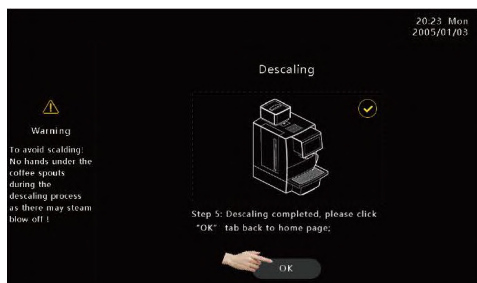 20:23 Mon
2005/01/03
Descaling
Warning
To avoid scalding:
No hands under the
coffee spouts
during the
descaling process
as there may steam
blow off !
Step 5: Descaling completed, please click
“OK” tab back to home page;
OK